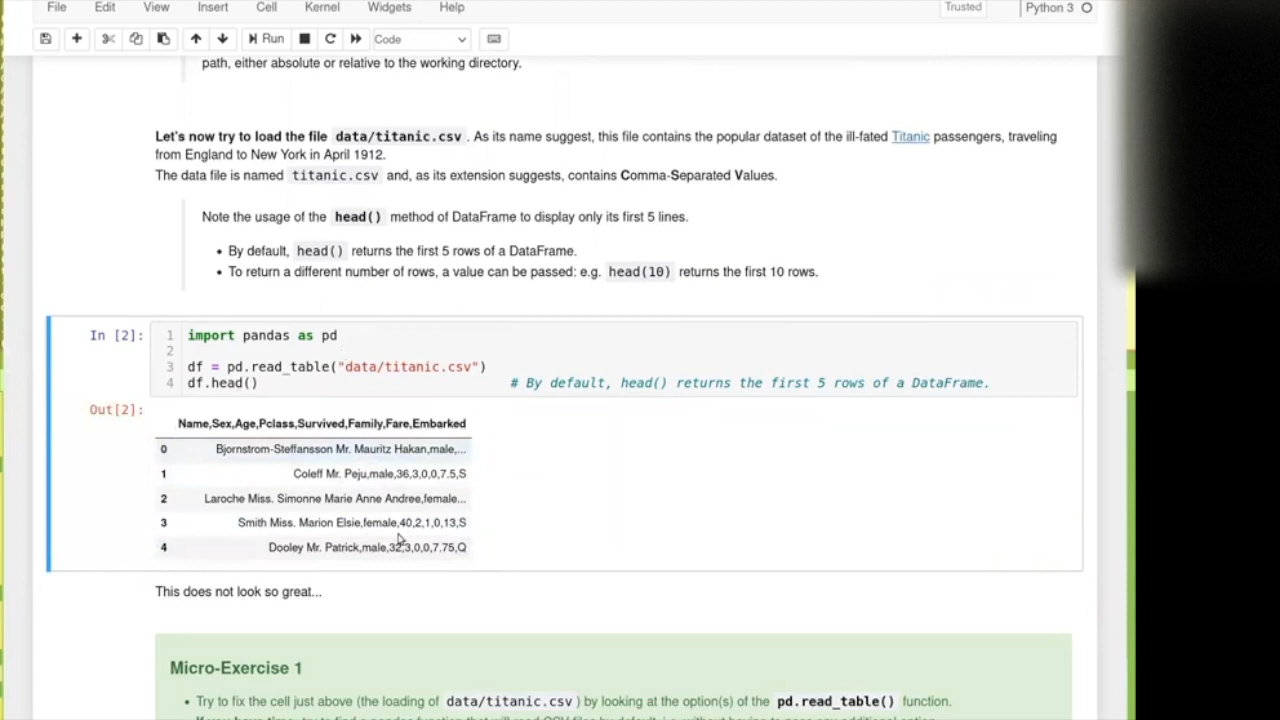 File Edit View Insert Cell Kernel Widgets Help Trusted Python 3
Run Code
path, either absolute or relative to the working directory.
Let's now try to load the file data/titanic.csv. As its name suggest, this file contains the popular dataset of the ill-fated Titanic passengers, traveling
from England to New York in April 1912.
The data file is named titanic.csv and, as its extension suggests, contains Comma-Separated Values.
Note the usage of the head() method of DataFrame to display only its first 5 lines.
• By default, head() returns the first 5 rows of a DataFrame.
• To return a different number of rows, a value can be passed: e.g. head(10) returns the first 10 rows.
In [2]: 1 import pandas as pd
2
3 df = pd.read_table("data/titanic.csv")
4 df.head() # By default, head() returns the first 5 rows of a DataFrame.
Out[2]:
Name,Sex,Age,Pclass,Survived,Family,Fare,Embarked
0 Bjornstrom-Steffansson Mr. Mauritz Hakan,male,...
1 Coleff Mr. Peju,male,36,3,0,0,7.5,S
2 Laroche Miss. Simonne Marie Anne Andree,female...
3 Smith Miss. Marion Elsie,female,40,2,1,0,13,S
4 Dooley Mr. Patrick,male,32,3,0,0,7.75,Q
This does not look so great...
Micro-Exercise 1
• Try to fix the cell just above (the loading of data/titanic.csv) by looking at the option(s) of the pd.read_table() function.